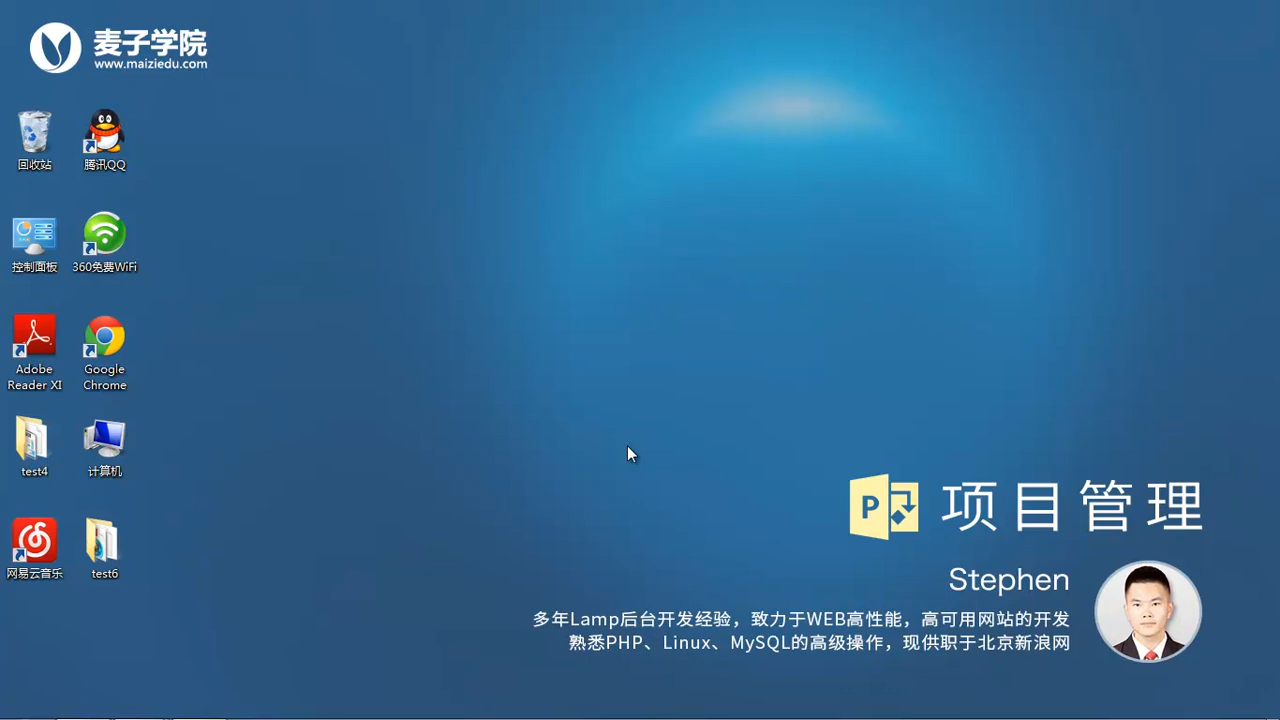 麦子学院
www.maiziedu.com
回收站
腾讯QQ
控制面板
360免费WiFi
Adobe
Reader XI
Google
Chrome
test4
计算机
网易云音乐
test6
P
项目管理
Stephen
多年Lamp后台开发经验，致力于WEB高性能，高可用网站的开发
熟悉PHP、Linux、MySQL的高级操作，现供职于北京新浪网